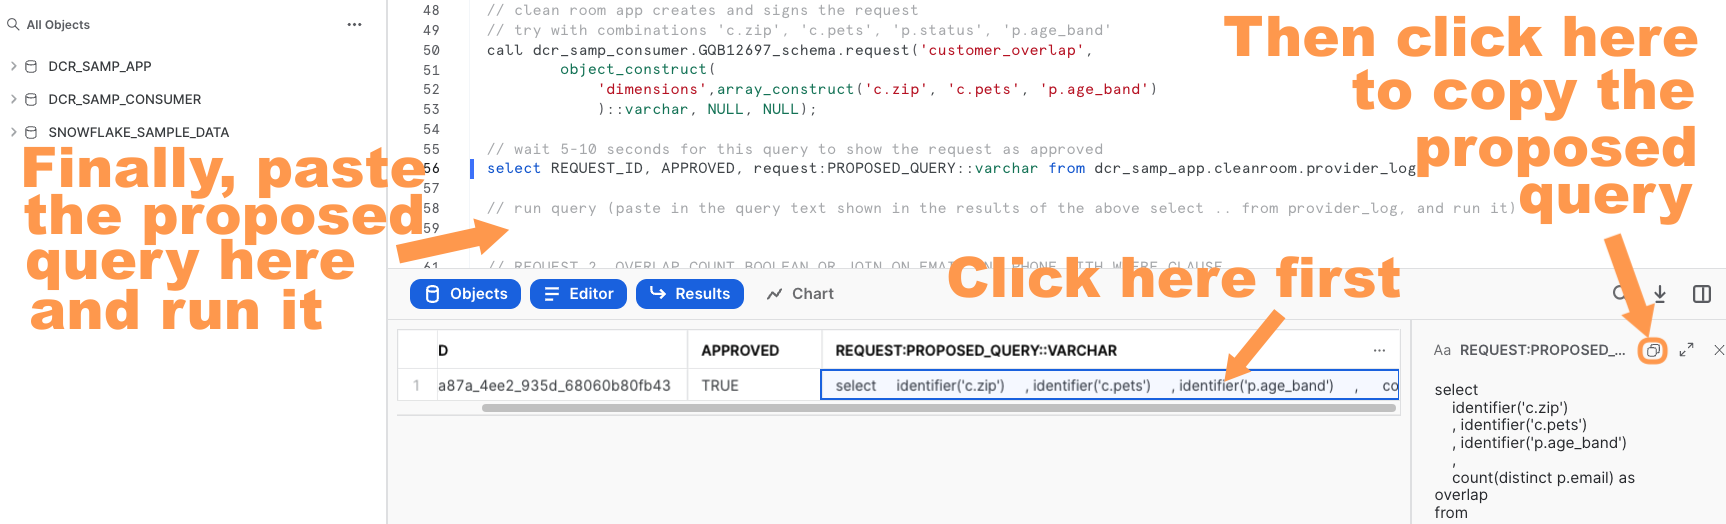 All Objects
...
DCR_SAMP_APP
DCR_SAMP_CONSUMER
SNOWFLAKE_SAMPLE_DATA
Finally, paste
the proposed
query here
and run it
48 // clean room app creates and signs the request
49 // try with combinations 'c.zip', 'c.pets', 'p.status', 'p.age_band'
50 call dcr_samp_consumer.GQB12697_schema.request('customer_overlap',
51 object_construct(
52 'dimensions',array_construct('c.zip', 'c.pets', 'p.age_band')
53 )::varchar, NULL, NULL);
54
55 // wait 5-10 seconds for this query to show the request as approved
56 select REQUEST_ID, APPROVED, request:PROPOSED_QUERY::varchar from dcr_samp_app.cleanroom.provider_log
57
58 // run query (paste in the query text shown in the results of the above select .. from provider_log, and run it)
59
61 // REQUEST 2
Then click here
to copy the
proposed
query
Click here first
Objects
Editor
Results
Chart
D APPROVED REQUEST:PROPOSED_QUERY::VARCHAR ...
1 a87a_4ee2_935d_68060b80fb43 TRUE select identifier('c.zip') , identifier('c.pets') , identifier('p.age_band') , co
Aa REQUEST:PROPOSED_...
select
identifier('c.zip')
, identifier('c.pets')
, identifier('p.age_band')
,
count(distinct p.email) as
overlap
from